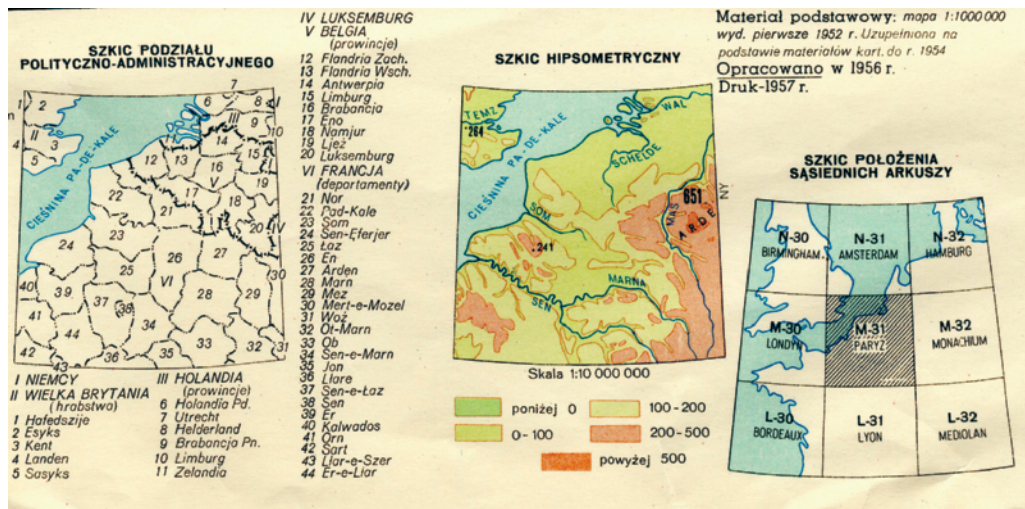 SZKIC PODZIAŁU
POLITYCZNO-ADMINISTRACYJNEGO
CIEŚNINA PA-DE-KALE
I NIEMCY
II WIELKA BRYTANIA
(hrabstwa)
1 Hafedszije
2 Esyks
3 Kent
4 Landen
5 Sasyks
III HOLANDIA
(prowincje)
6 Holandia Pd.
7 Utrecht
8 Helderland
9 Brabancja Pn.
10 Limburg
11 Zelandia
IV LUKSEMBURG
V BELGIA
(prowincje)
12 Flandria Zach.
13 Flandria Wsch.
14 Antwerpia
15 Limburg
16 Brabancja
17 Eno
18 Namjur
19 Ljeż
20 Luksemburg
VI FRANCJA
(departamenty)
21 Nor
22 Pad-Kale
23 Som
24 Sen-Eferjer
25 Łaz
26 En
27 Arden
28 Marn
29 Mez
30 Mert-e-Mozel
31 Woż
32 Ot-Marn
33 Ob
34 Sen-e-Marn
35 Jon
36 Llare
37 Sen-e-Łaz
38 Sen
39 Er
40 Kalwados
41 Orn
42 Sart
43 Llar-e-Szer
44 Er-e-Llar
SZKIC HIPSOMETRYCZNY
TEMZ
264
WAL
CIEŚNINA PA-DE-KALE
SCHELDE
SOM
241
MAS
651
ARDENY
MARNA
SEN
Skala 1:10 000 000
poniżej 0
100-200
0-100
200-500
powyżej 500
Materiał podstawowy: mapa 1:1000 000
wyd. pierwsze 1952 r. Uzupełniona na
podstawie materiałów kart. do r. 1954
Opracowano w 1956 r.
Druk-1957 r.
SZKIC POŁOŻENIA
SĄSIEDNICH ARKUSZY
N-30
BIRMINGHAM
N-31
AMSTERDAM
N-32
HAMBURG
M-30
LONDYN
M-31
PARYŻ
M-32
MONACHIUM
L-30
BORDEAUX
L-31
LYON
L-32
MEDIOLAN